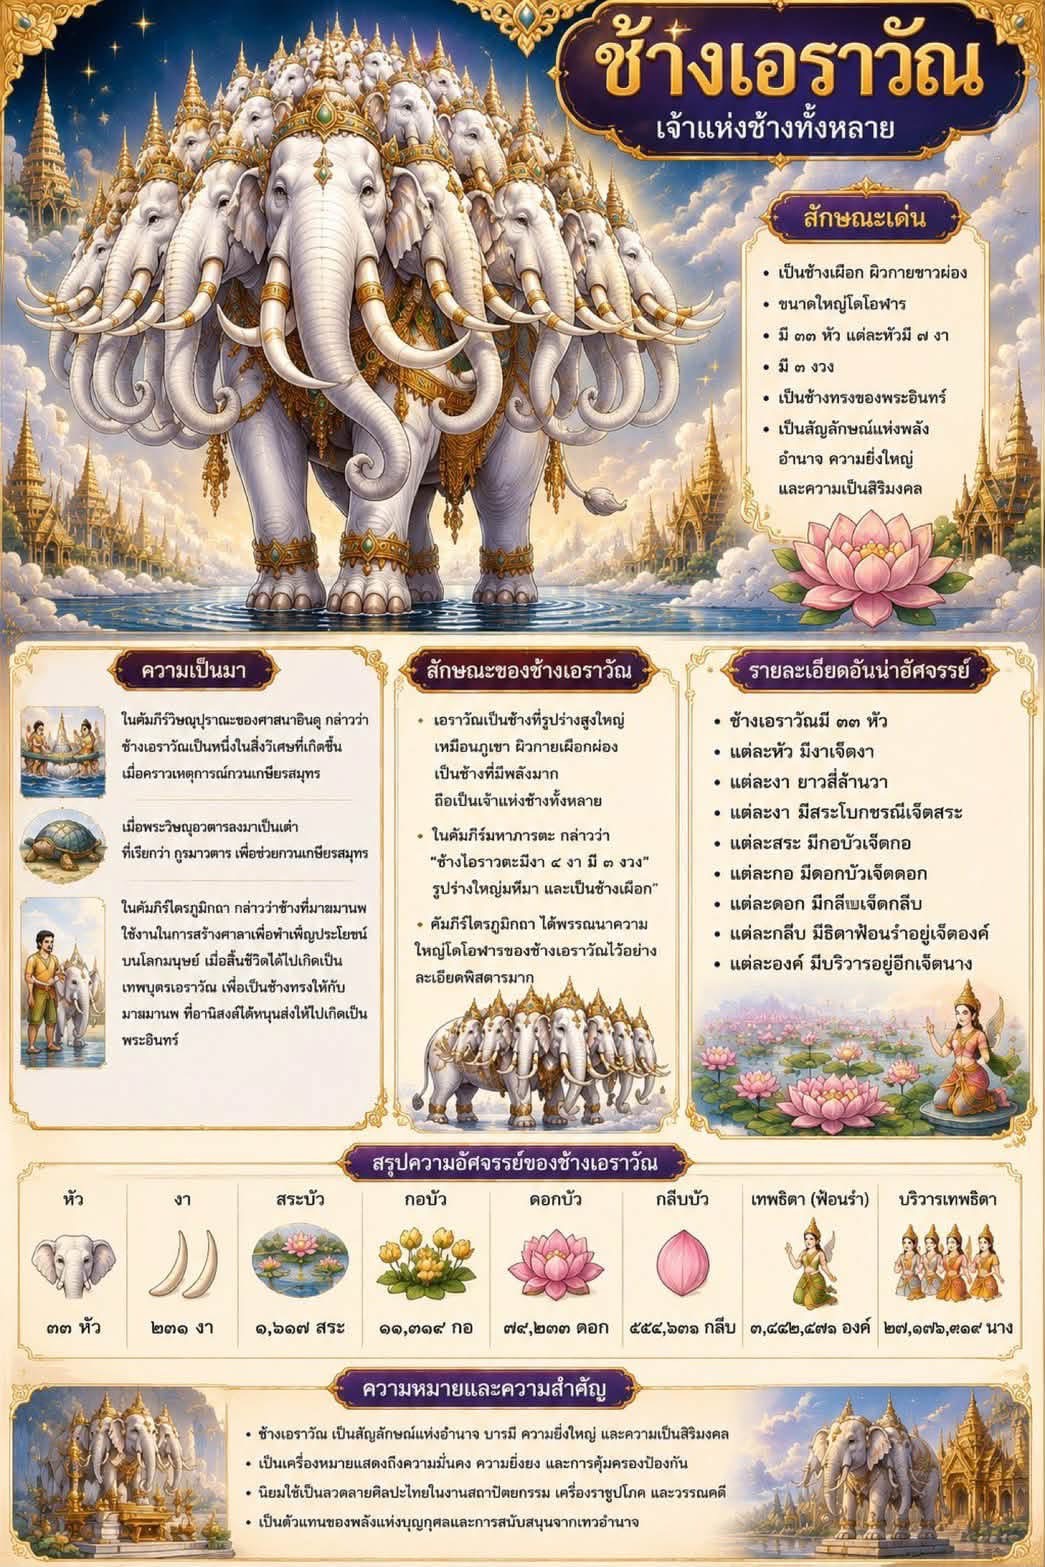 ช้างเอราวัณ
เจ้าแห่งช้างทั้งหลาย
ลักษณะเด่น
• เป็นช้างเผือก ผิวกายขาวผ่อง
• ขนาดใหญ่โตโอฬาร
• มี ๓๓ หัว แต่ละหัวมี ๗ งา
• มี ๓ งวง
• เป็นช้างทรงของพระอินทร์
• เป็นสัญลักษณ์แห่งพลัง
อำนาจ ความยิ่งใหญ่
และความเป็นสิริมงคล
ความเป็นมา
ในคัมภีร์วิษณุปุราณะของศาสนาฮินดู กล่าวว่า
ช้างเอราวัณเป็นหนึ่งในสิ่งวิเศษที่เกิดขึ้น
เมื่อคราวเหตุการณ์กวนเกษียรสมุทร
เมื่อพระวิษณุอวตารลงมาเป็นเต่า
ที่เรียกว่า กูรมาวตาร เพื่อช่วยกวนเกษียรสมุทร
ในคัมภีร์ไตรภูมิกถา กล่าวว่าช้างที่มาฆมานพ
ใช้งานในการสร้างศาลาเพื่อทำเพ็ญประโยชน์
บนโลกมนุษย์ เมื่อสิ้นชีวิตได้ไปเกิดเป็น
เทพบุตรเอราวัณ เพื่อเป็นช้างทรงให้กับ
มาฆมานพ ที่อานิสงส์ได้หนุนส่งให้ไปเกิดเป็น
พระอินทร์
ลักษณะของช้างเอราวัณ
• เอราวัณเป็นช้างที่รูปร่างสูงใหญ่
เหมือนภูเขา ผิวกายเผือกผ่อง
เป็นช้างที่มีพลังมาก
ถือเป็นเจ้าแห่งช้างทั้งหลาย
• ในคัมภีร์มหาภารตะ กล่าวว่า
"ช้างไอราวตะมีงา ๔ งา มี ๓ งวง"
รูปร่างใหญ่มหึมา และเป็นช้างเผือก"
• คัมภีร์ไตรภูมิกถา ได้พรรณนาความ
ใหญ่โตโอฬารของช้างเอราวัณไว้อย่าง
ละเอียดพิสดารมาก
รายละเอียดอันน่าอัศจรรย์
• ช้างเอราวัณมี ๓๓ หัว
• แต่ละหัว มีงาเจ็ดงา
• แต่ละงา ยาวสี่ล้านวา
• แต่ละงา มีสระโบกขรณีเจ็ดสระ
• แต่ละสระ มีกอบัวเจ็ดกอ
• แต่ละกอ มีดอกบัวเจ็ดดอก
• แต่ละดอก มีกลีบเจ็ดกลีบ
• แต่ละกลีบ มีธิดาฟ้อนรำอยู่เจ็ดองค์
• แต่ละองค์ มีบริวารอยู่อีกเจ็ดนาง
สรุปความอัศจรรย์ของช้างเอราวัณ
หัว งา สระบัว กอบัว ดอกบัว กลีบบัว เทพธิดา (ฟ้อนรำ) บริวารเทพธิดา
๓๓ หัว ๒๓๑ งา ๑,๖๑๗ สระ ๑๑,๓๑๙ กอ ๗๙,๒๓๓ ดอก ๕๕๔,๖๓๑ กลีบ ๓,๘๘๒,๔๗๑ องค์ ๒๗,๑๗๖,๙๑๙ นาง
ความหมายและความสำคัญ
• ช้างเอราวัณ เป็นสัญลักษณ์แห่งอำนาจ บารมี ความยิ่งใหญ่ และความเป็นสิริมงคล
• เป็นเครื่องหมายแสดงถึงความมั่นคง ความยิ่งยง และการคุ้มครองป้องกัน
• นิยมใช้เป็นลวดลายศิลปะไทยในงานสถาปัตยกรรม เครื่องราชูปโภค และวรรณคดี
• เป็นตัวแทนของพลังแห่งบุญกุศลและการสนับสนุนจากเทวอำนาจ